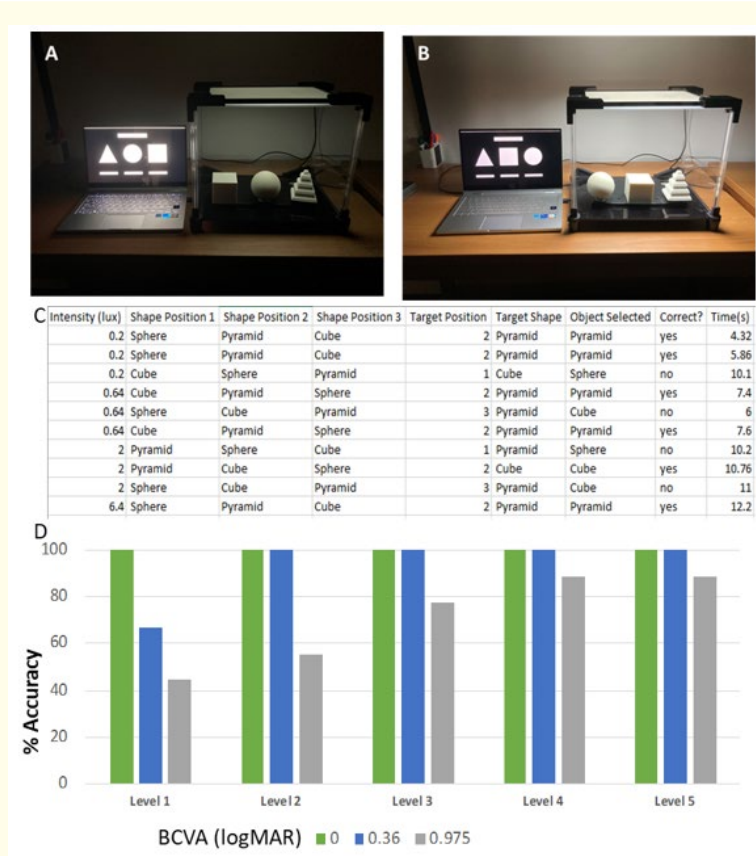 A
B
C
Intensity (lux) Shape Position 1 Shape Position 2 Shape Position 3 Target Position Target Shape Object Selected Correct? Time(s)
0.2 Sphere Pyramid Cube 2 Pyramid Pyramid yes 4.32
0.2 Sphere Pyramid Cube 2 Pyramid Pyramid yes 5.86
0.2 Cube Sphere Pyramid 1 Cube Sphere no 10.1
0.64 Cube Pyramid Sphere 2 Pyramid Pyramid yes 7.4
0.64 Sphere Cube Pyramid 3 Pyramid Cube no 6
0.64 Cube Pyramid Sphere 2 Pyramid Pyramid yes 7.6
2 Pyramid Sphere Cube 1 Pyramid Sphere no 10.2
2 Pyramid Cube Sphere 2 Cube Cube yes 10.76
2 Sphere Cube Pyramid 3 Pyramid Cube no 11
6.4 Sphere Pyramid Cube 2 Pyramid Pyramid yes 12.2
D
100
80
60
40
20
0
% Accuracy
Level 1 Level 2 Level 3 Level 4 Level 5
BCVA (logMAR) 0 0.36 0.975